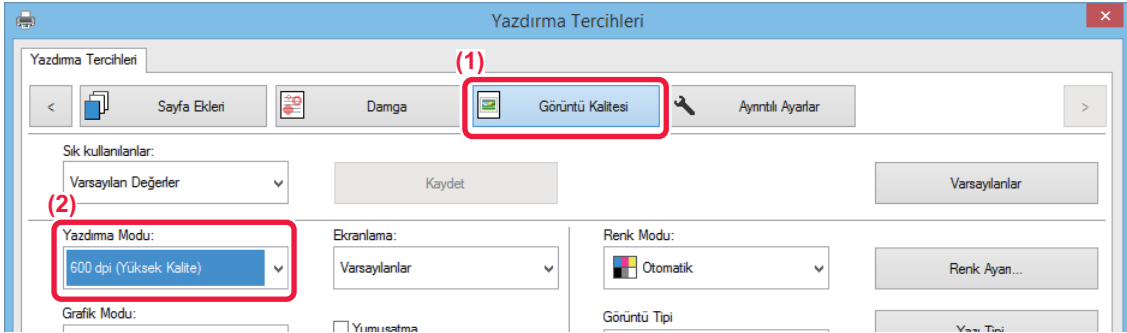 Yazdırma Tercihleri
Yazdırma Tercihleri
(1)
< Sayfa Ekleri Damga Görüntü Kalitesi Ayrıntılı Ayarlar >
Sık kullanılanlar:
Varsayılan Değerler Kaydet Varsayılanlar
(2)
Yazdırma Modu: Ekranlama: Renk Modu:
600 dpi (Yüksek Kalite) Varsayılanlar Otomatik Renk Ayarı...
Grafik Modu: Yumuşatma Görüntü Tipi Yazı Tipi